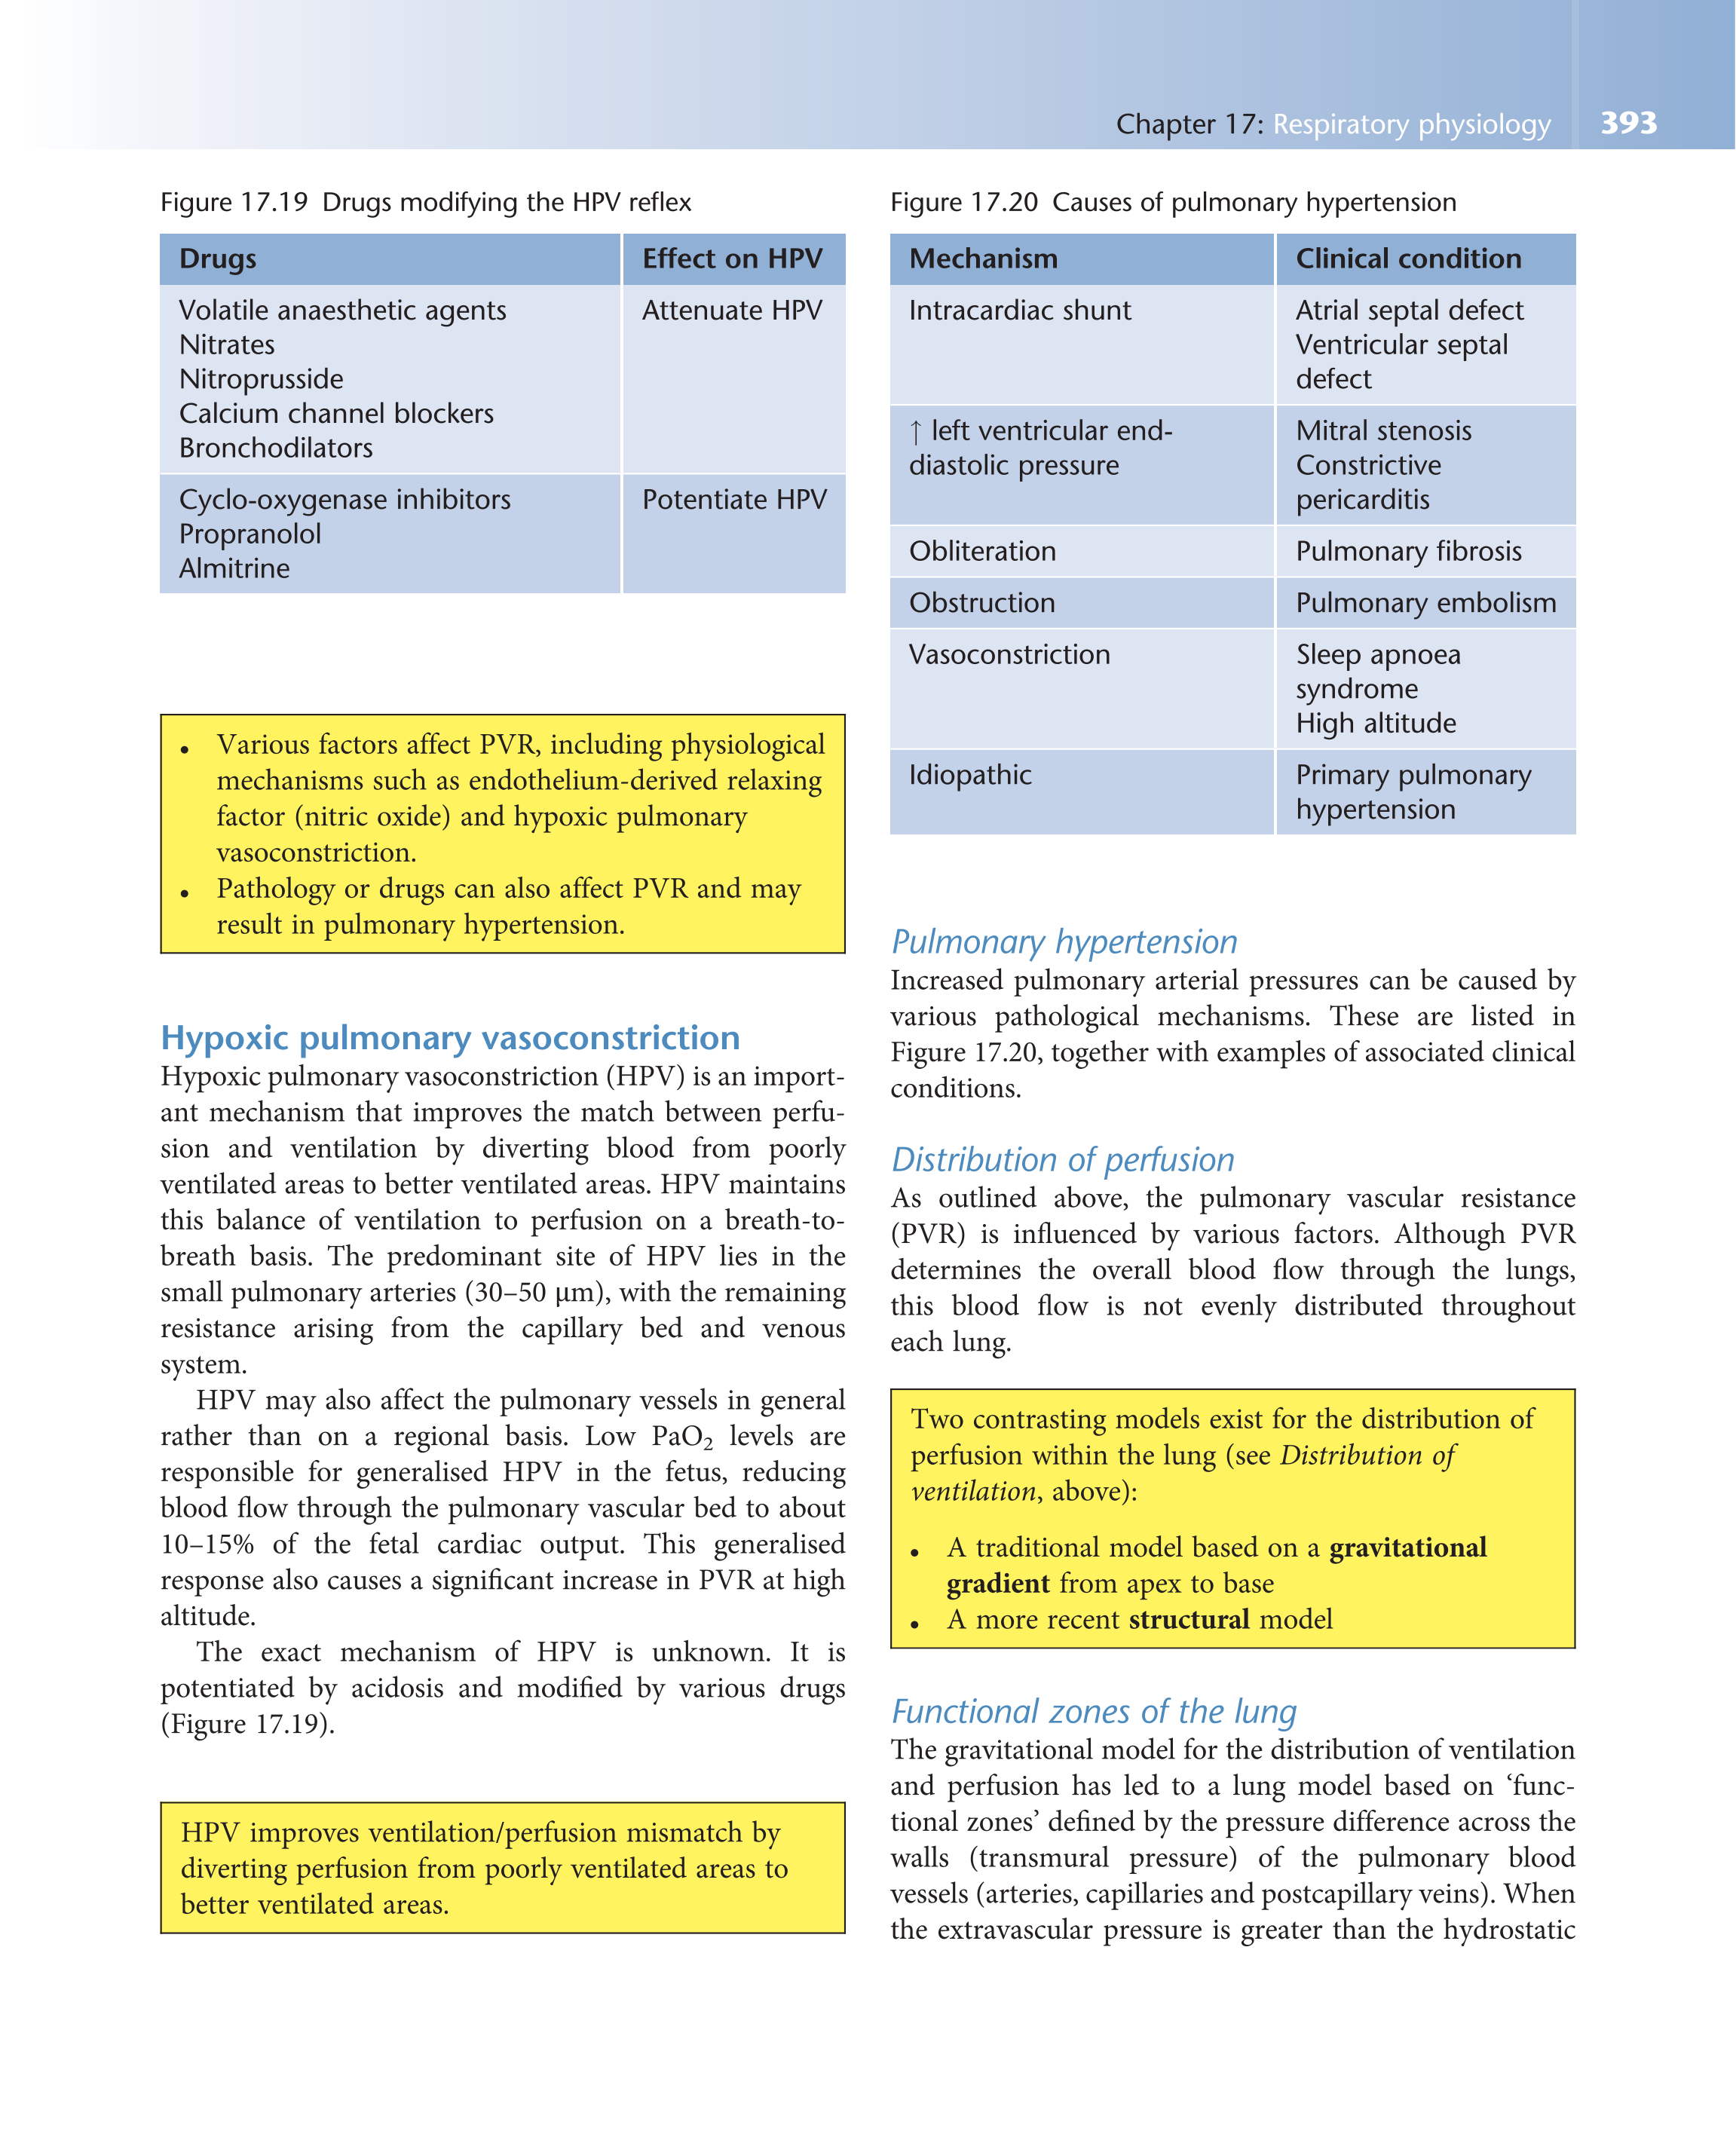 Chapter 17: Respiratory physiology 393
Figure 17.19 Drugs modifying the HPV reflex
Drugs Effect on HPV
Volatile anaesthetic agents Attenuate HPV
Nitrates
Nitroprusside
Calcium channel blockers
Bronchodilators
Cyclo-oxygenase inhibitors Potentiate HPV
Propranolol
Almitrine
• Various factors affect PVR, including physiological
mechanisms such as endothelium-derived relaxing
factor (nitric oxide) and hypoxic pulmonary
vasoconstriction.
• Pathology or drugs can also affect PVR and may
result in pulmonary hypertension.
Hypoxic pulmonary vasoconstriction
Hypoxic pulmonary vasoconstriction (HPV) is an import-
ant mechanism that improves the match between perfu-
sion and ventilation by diverting blood from poorly
ventilated areas to better ventilated areas. HPV maintains
this balance of ventilation to perfusion on a breath-to-
breath basis. The predominant site of HPV lies in the
small pulmonary arteries (30–50 μm), with the remaining
resistance arising from the capillary bed and venous
system.
HPV may also affect the pulmonary vessels in general
rather than on a regional basis. Low PaO₂ levels are
responsible for generalised HPV in the fetus, reducing
blood flow through the pulmonary vascular bed to about
10–15% of the fetal cardiac output. This generalised
response also causes a significant increase in PVR at high
altitude.
The exact mechanism of HPV is unknown. It is
potentiated by acidosis and modified by various drugs
(Figure 17.19).
HPV improves ventilation/perfusion mismatch by
diverting perfusion from poorly ventilated areas to
better ventilated areas.
Figure 17.20 Causes of pulmonary hypertension
Mechanism Clinical condition
Intracardiac shunt Atrial septal defect
Ventricular septal
defect
↑ left ventricular end- Mitral stenosis
diastolic pressure Constrictive
pericarditis
Obliteration Pulmonary fibrosis
Obstruction Pulmonary embolism
Vasoconstriction Sleep apnoea
syndrome
High altitude
Idiopathic Primary pulmonary
hypertension
Pulmonary hypertension
Increased pulmonary arterial pressures can be caused by
various pathological mechanisms. These are listed in
Figure 17.20, together with examples of associated clinical
conditions.
Distribution of perfusion
As outlined above, the pulmonary vascular resistance
(PVR) is influenced by various factors. Although PVR
determines the overall blood flow through the lungs,
this blood flow is not evenly distributed throughout
each lung.
Two contrasting models exist for the distribution of
perfusion within the lung (see Distribution of
ventilation, above):
• A traditional model based on a gravitational
gradient from apex to base
• A more recent structural model
Functional zones of the lung
The gravitational model for the distribution of ventilation
and perfusion has led to a lung model based on ‘func-
tional zones’ defined by the pressure difference across the
walls (transmural pressure) of the pulmonary blood
vessels (arteries, capillaries and postcapillary veins). When
the extravascular pressure is greater than the hydrostatic